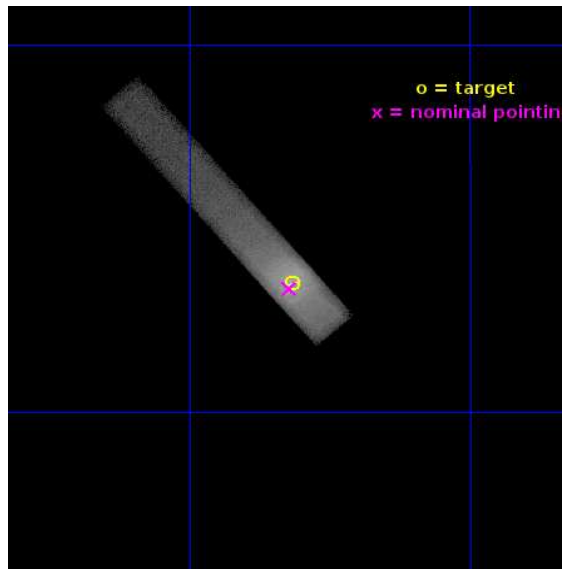 o = target
x = nominal pointin